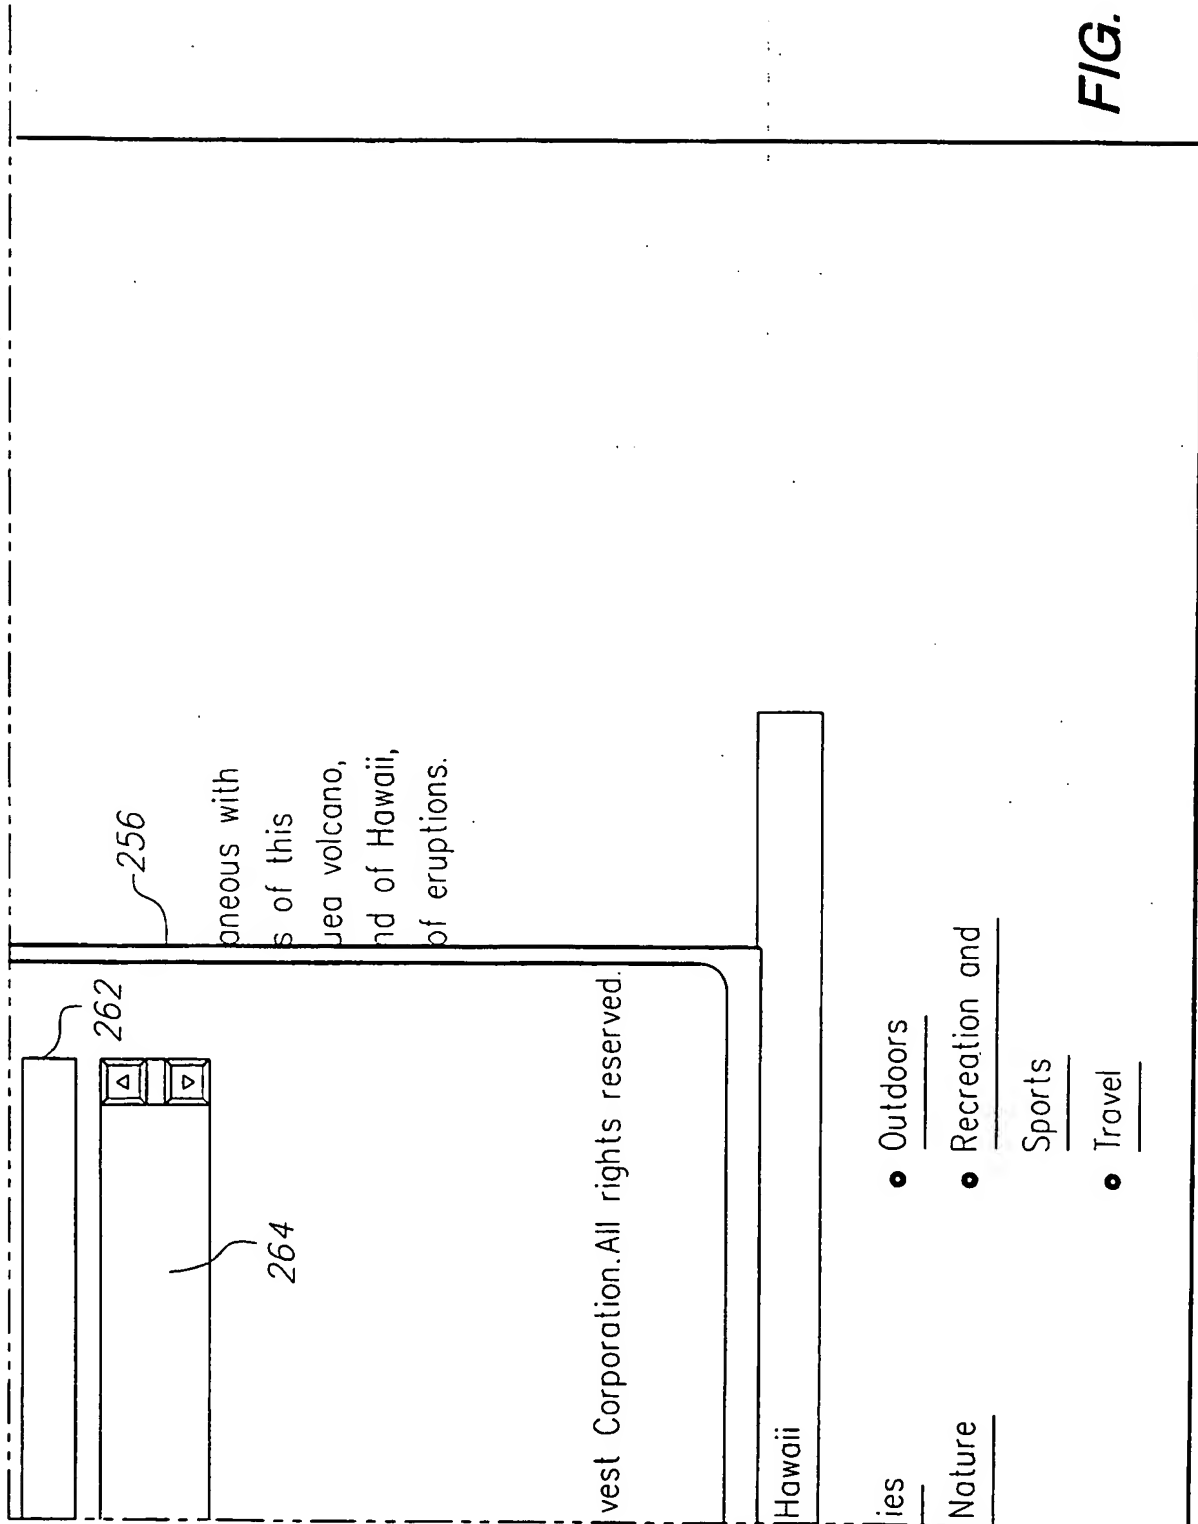 262
256
264
aneous with
s of this
uea volcano,
nd of Hawaii,
of eruptions.
vest Corporation. All rights reserved.
Hawaii
ies
Nature
Outdoors
Recreation and
Sports
Travel
FIG.